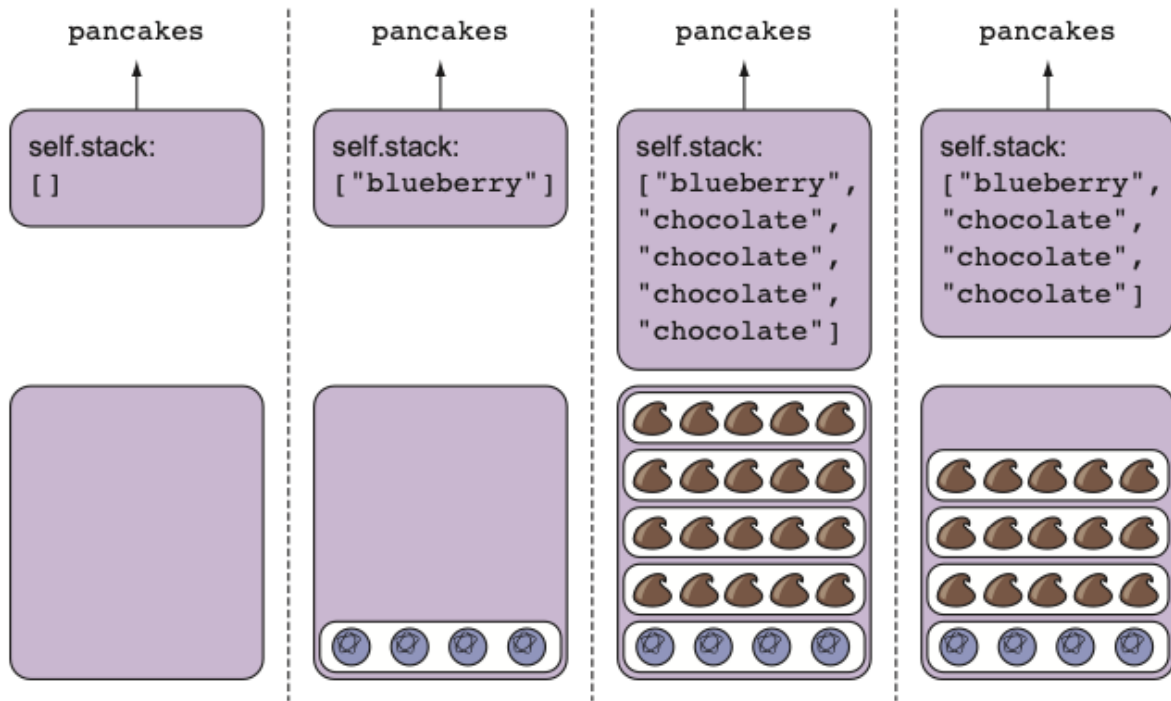 pancakes
self.stack:
[]
pancakes
self.stack:
["blueberry"]
pancakes
self.stack:
["blueberry",
"chocolate",
"chocolate",
"chocolate",
"chocolate"]
pancakes
self.stack:
["blueberry",
"chocolate",
"chocolate",
"chocolate"]